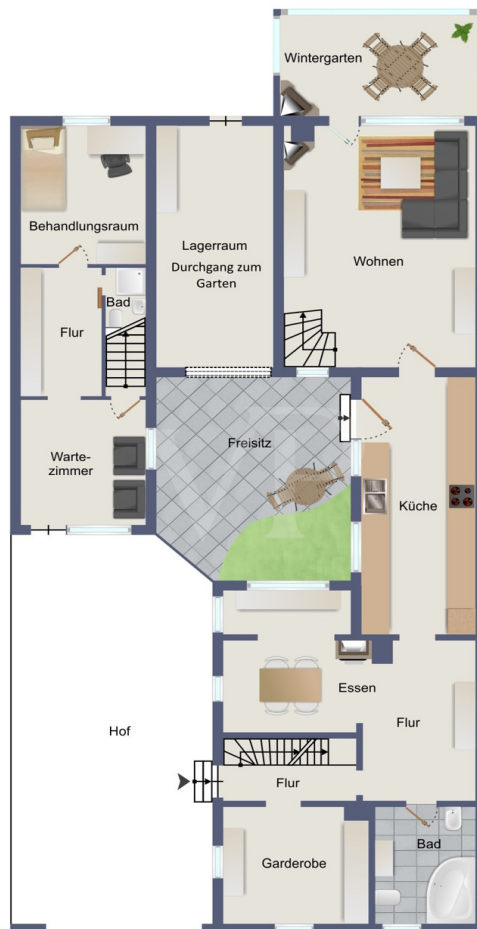 Wintergarten
Behandlungsraum
Lagerraum
Durchgang zum
Garten
Wohnen
Bad
Flur
Warte-
zimmer
Freisitz
Küche
Essen
Flur
Hof
Flur
Garderobe
Bad